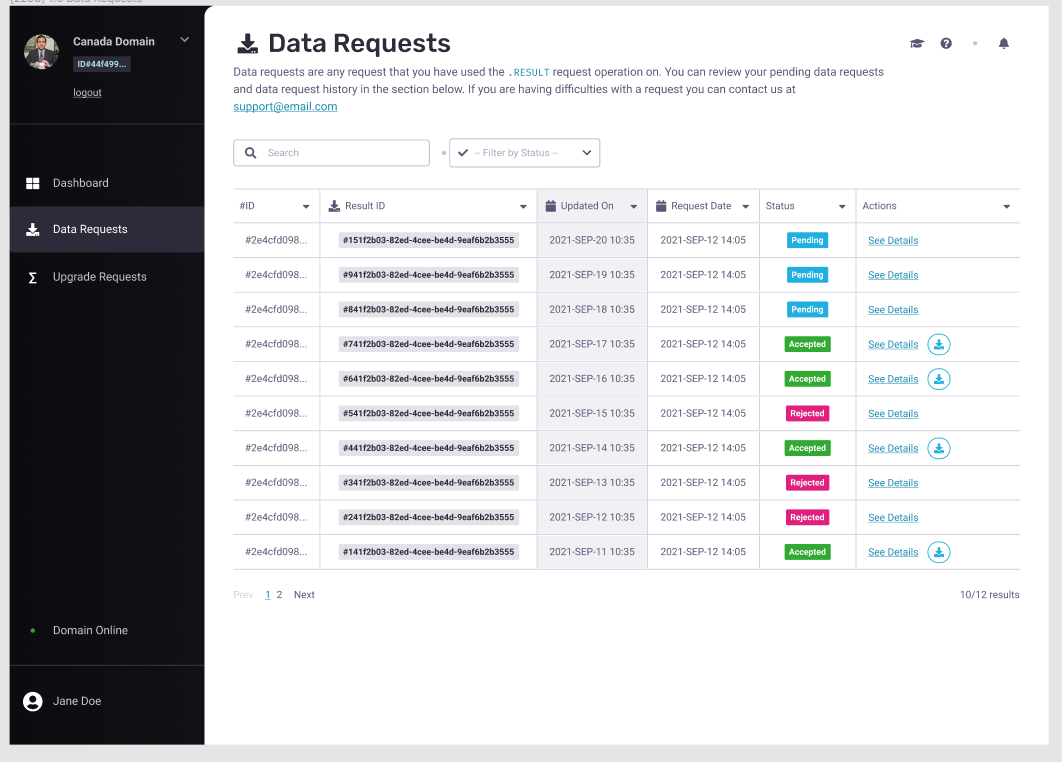 Canada Domain
ID#44f499...
logout
Dashboard
Data Requests
Upgrade Requests
Domain Online
Jane Doe
Data Requests
Data requests are any request that you have used the .RESULT request operation on. You can review your pending data requests
and data request history in the section below. If you are having difficulties with a request you can contact us at
support@email.com
Search
-- Filter by Status --
#ID Result ID Updated On Request Date Status Actions
#2e4cfd098... #151f2b03-82ed-4cee-be4d-9eaf6b2b3555 2021-SEP-20 10:35 2021-SEP-12 14:05 Pending See Details
#2e4cfd098... #941f2b03-82ed-4cee-be4d-9eaf6b2b3555 2021-SEP-19 10:35 2021-SEP-12 14:05 Pending See Details
#2e4cfd098... #841f2b03-82ed-4cee-be4d-9eaf6b2b3555 2021-SEP-18 10:35 2021-SEP-12 14:05 Pending See Details
#2e4cfd098... #741f2b03-82ed-4cee-be4d-9eaf6b2b3555 2021-SEP-17 10:35 2021-SEP-12 14:05 Accepted See Details
#2e4cfd098... #641f2b03-82ed-4cee-be4d-9eaf6b2b3555 2021-SEP-16 10:35 2021-SEP-12 14:05 Accepted See Details
#2e4cfd098... #541f2b03-82ed-4cee-be4d-9eaf6b2b3555 2021-SEP-15 10:35 2021-SEP-12 14:05 Rejected See Details
#2e4cfd098... #441f2b03-82ed-4cee-be4d-9eaf6b2b3555 2021-SEP-14 10:35 2021-SEP-12 14:05 Accepted See Details
#2e4cfd098... #341f2b03-82ed-4cee-be4d-9eaf6b2b3555 2021-SEP-13 10:35 2021-SEP-12 14:05 Rejected See Details
#2e4cfd098... #241f2b03-82ed-4cee-be4d-9eaf6b2b3555 2021-SEP-12 10:35 2021-SEP-12 14:05 Rejected See Details
#2e4cfd098... #141f2b03-82ed-4cee-be4d-9eaf6b2b3555 2021-SEP-11 10:35 2021-SEP-12 14:05 Accepted See Details
Prev 1 2 Next 10/12 results